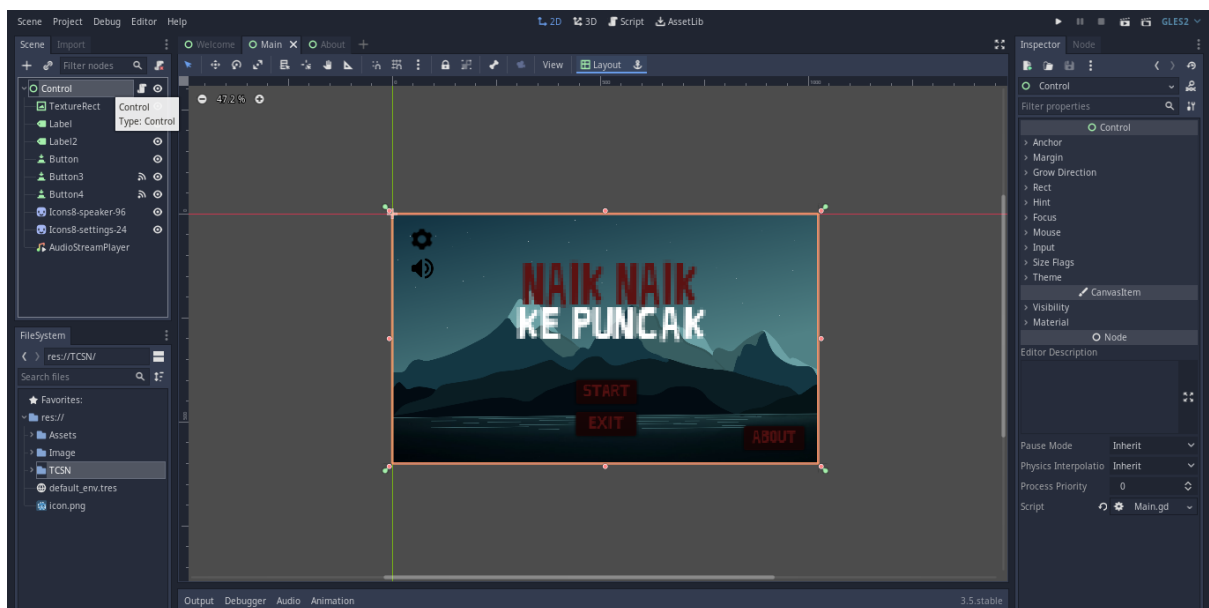 Scene Project Debug Editor Help
2D 3D Script AssetLib
GLES2
Scene Import
Welcome Main About
Inspector Node
Filter nodes
View Layout
Control
TextureRect
Label
Label2
Button
Button3
Button4
Icons8-speaker-96
Icons8-settings-24
AudioStreamPlayer
Control
Type: Control
FileSystem
res://TCSN/
Search files
Favorites:
res://
Assets
Image
TCSN
default_env.tres
icon.png
47.2 %
0
500
1000
NAIK NAIK
KE PUNCAK
START
EXIT
ABOUT
Output Debugger Audio Animation
3.5.stable
Control
Filter properties
Control
Anchor
Margin
Grow Direction
Rect
Hint
Focus
Mouse
Input
Size Flags
Theme
CanvasItem
Visibility
Material
Node
Editor Description
Pause Mode Inherit
Physics Interpolatio Inherit
Process Priority 0
Script Main.gd